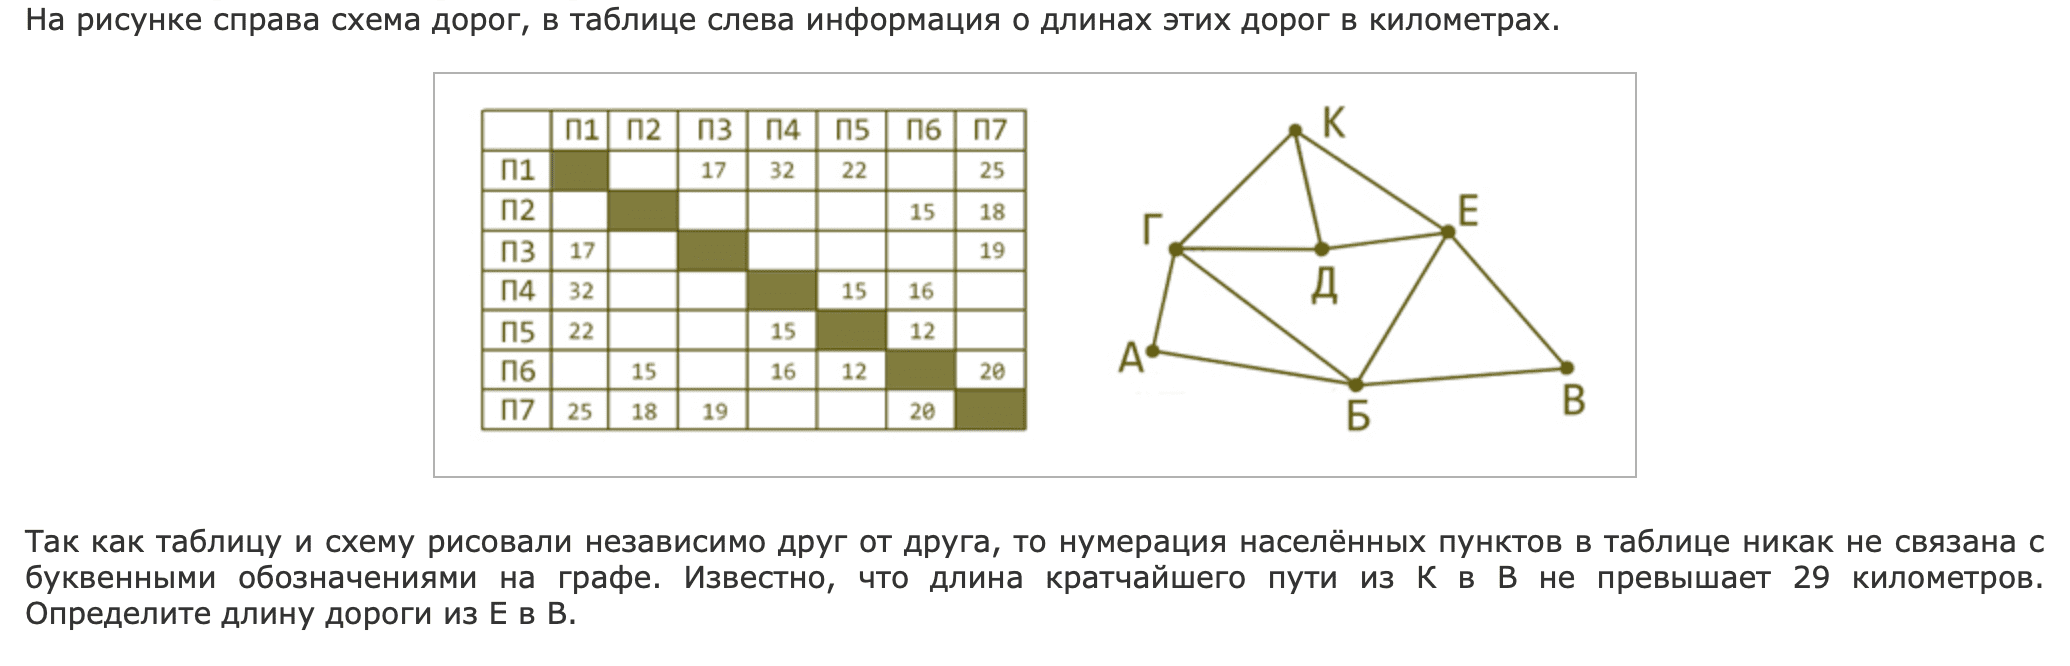 На рисунке справа схема дорог, в таблице слева информация о длинах этих дорог в километрах.
П1 П2 П3 П4 П5 П6 П7
П1 17 32 22 25
П2 15 18
П3 17 19
П4 32 15 16
П5 22 15 12
П6 15 16 12 20
П7 25 18 19 20
К
Е
Г
Д
А
Б
В
Так как таблицу и схему рисовали независимо друг от друга, то нумерация населённых пунктов в таблице никак не связана с
буквенными обозначениями на графе. Известно, что длина кратчайшего пути из К в В не превышает 29 километров.
Определите длину дороги из Е в В.